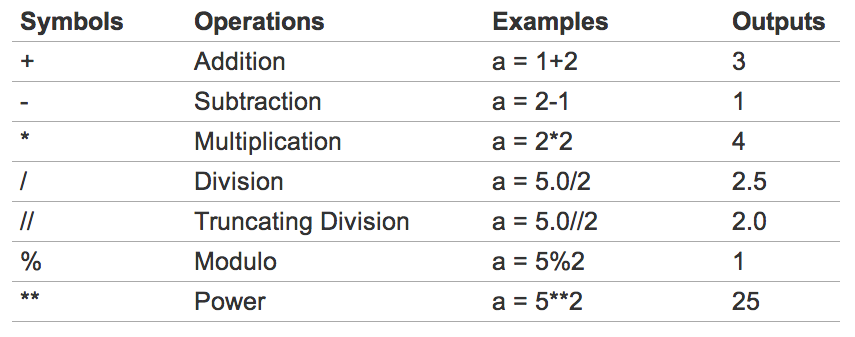 Symbols Operations Examples Outputs
+ Addition a = 1+2 3
- Subtraction a = 2-1 1
* Multiplication a = 2*2 4
/ Division a = 5.0/2 2.5
// Truncating Division a = 5.0//2 2.0
% Modulo a = 5%2 1
** Power a = 5**2 25